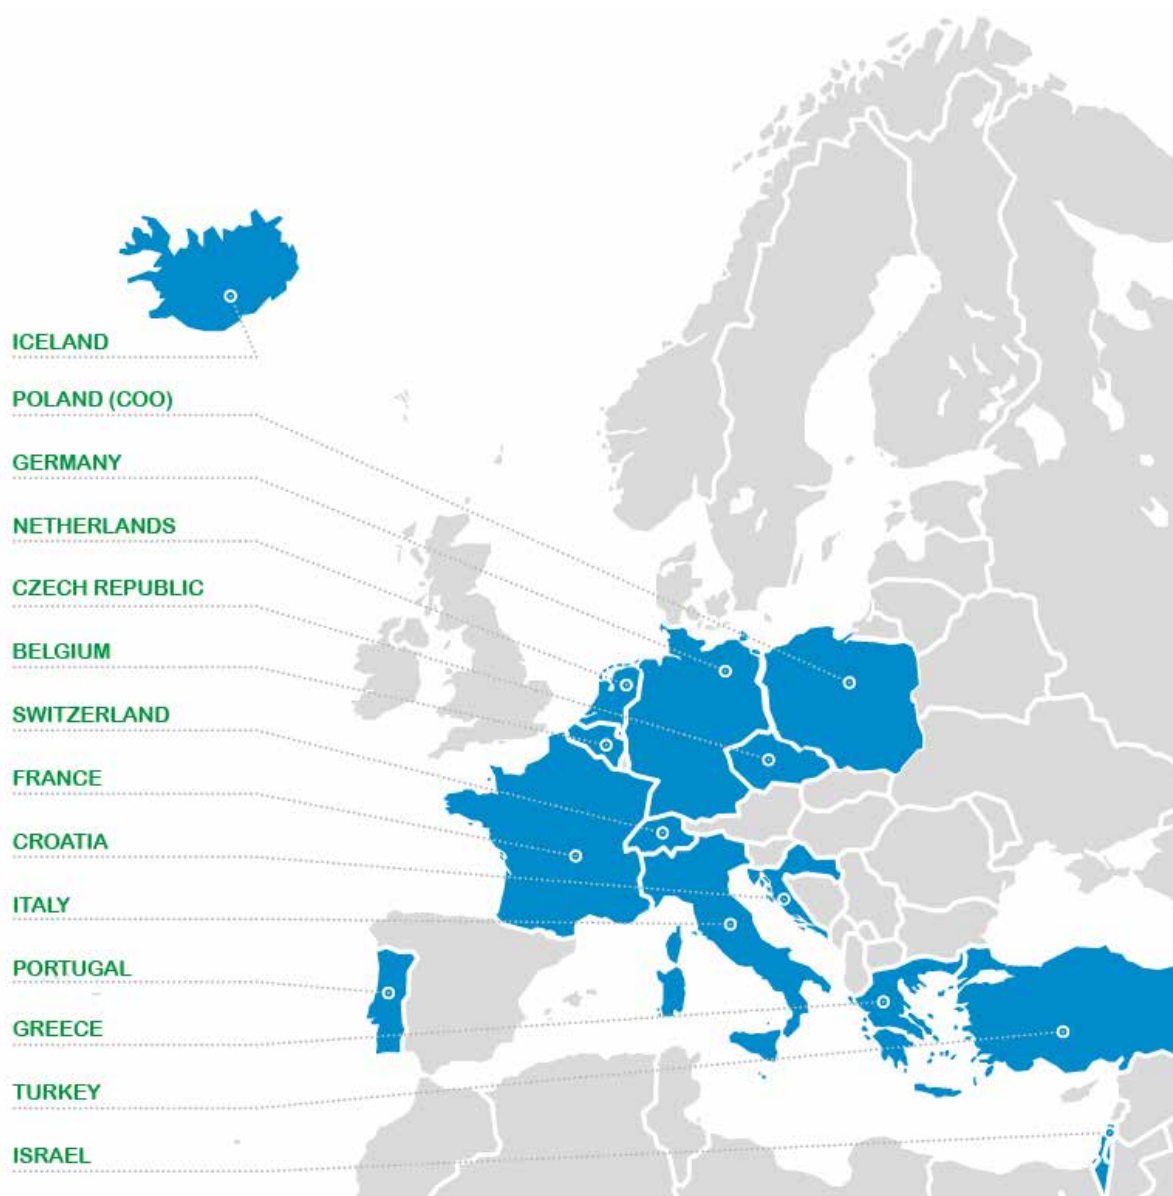 ICELAND
POLAND (COO)
GERMANY
NETHERLANDS
CZECH REPUBLIC
BELGIUM
SWITZERLAND
FRANCE
CROATIA
ITALY
PORTUGAL
GREECE
TURKEY
ISRAEL